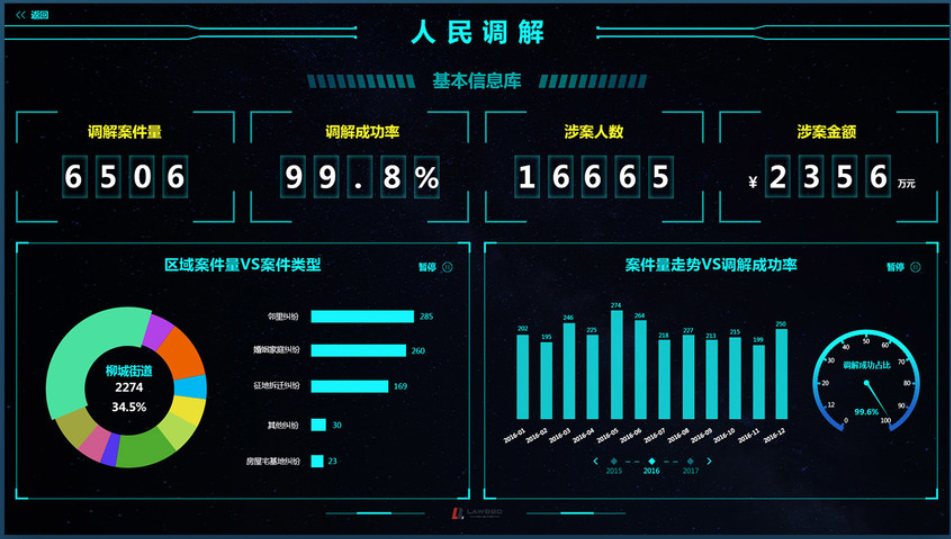 << 返回
人民调解
基本信息库
调解案件量
6506
调解成功率
99.8%
涉案人数
16665
涉案金额
¥2356万元
区域案件量VS案件类型
暂停
柳城街道
2274
34.5%
邻里纠纷 285
婚姻家庭纠纷 260
征地拆迁纠纷 169
其他纠纷 30
房屋宅基地纠纷 23
案件量走势VS调解成功率
暂停
202 195 246 225 274 264 218 227 213 215 199 250
2016-01 2016-02 2016-03 2016-04 2016-05 2016-06 2016-07 2016-08 2016-09 2016-10 2016-11 2016-12
2015 2016 2017
0 12 20 30 40 50 60 70 80 90 100
调解成功占比
99.6%